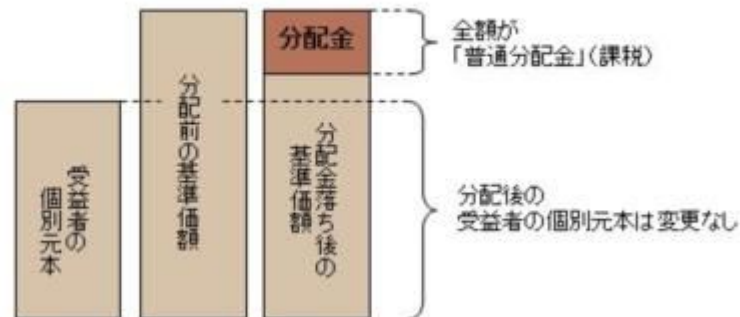 分配金
全額が
「普通分配金」(課税)
受益者の
個別元本
分配前の基準価額
分配金落ち後の
基準価額
分配後の
受益者の個別元本は変更なし